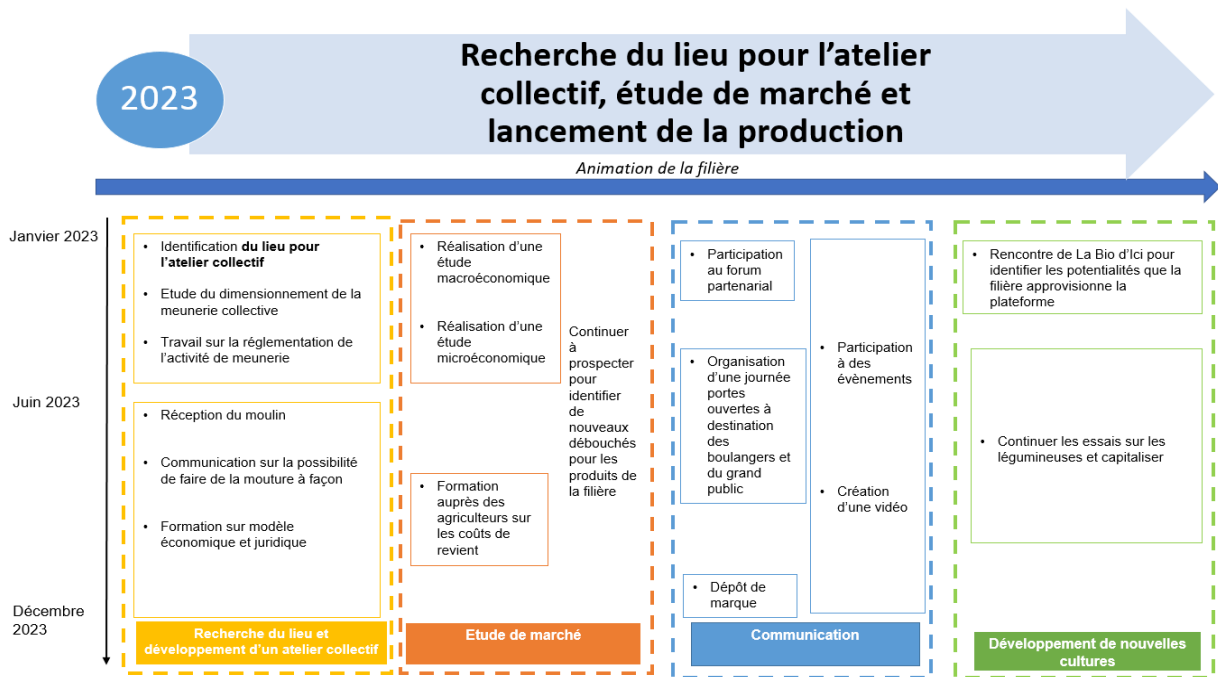 2023
Recherche du lieu pour l’atelier
collectif, étude de marché et
lancement de la production
Animation de la filière
Janvier 2023
Juin 2023
Décembre
2023
• Identification du lieu pour
l’atelier collectif
• Etude du dimensionnement de la
meunerie collective
• Travail sur la réglementation de
l’activité de meunerie
• Réception du moulin
• Communication sur la possibilité
de faire de la mouture à façon
• Formation sur modèle
économique et juridique
Recherche du lieu et
développement d’un atelier collectif
• Réalisation d’une
étude
macroéconomique
• Réalisation d’une
étude
microéconomique
Continuer
à
prospecter
pour
identifier
de
nouveaux
débouchés
pour les
produits de
la filière
• Formation
auprès des
agriculteurs sur
les coûts de
revient
Etude de marché
• Participation
au forum
partenarial
• Organisation
d’une journée
portes
ouvertes à
destination
des
boulangers et
du grand
public
• Dépôt de
marque
• Participation
à des
évènements
• Création
d’une vidéo
Communication
• Rencontre de La Bio d’Ici pour
identifier les potentialités que la
filière approvisionne la
plateforme
• Continuer les essais sur les
légumineuses et capitaliser
Développement de nouvelles
cultures